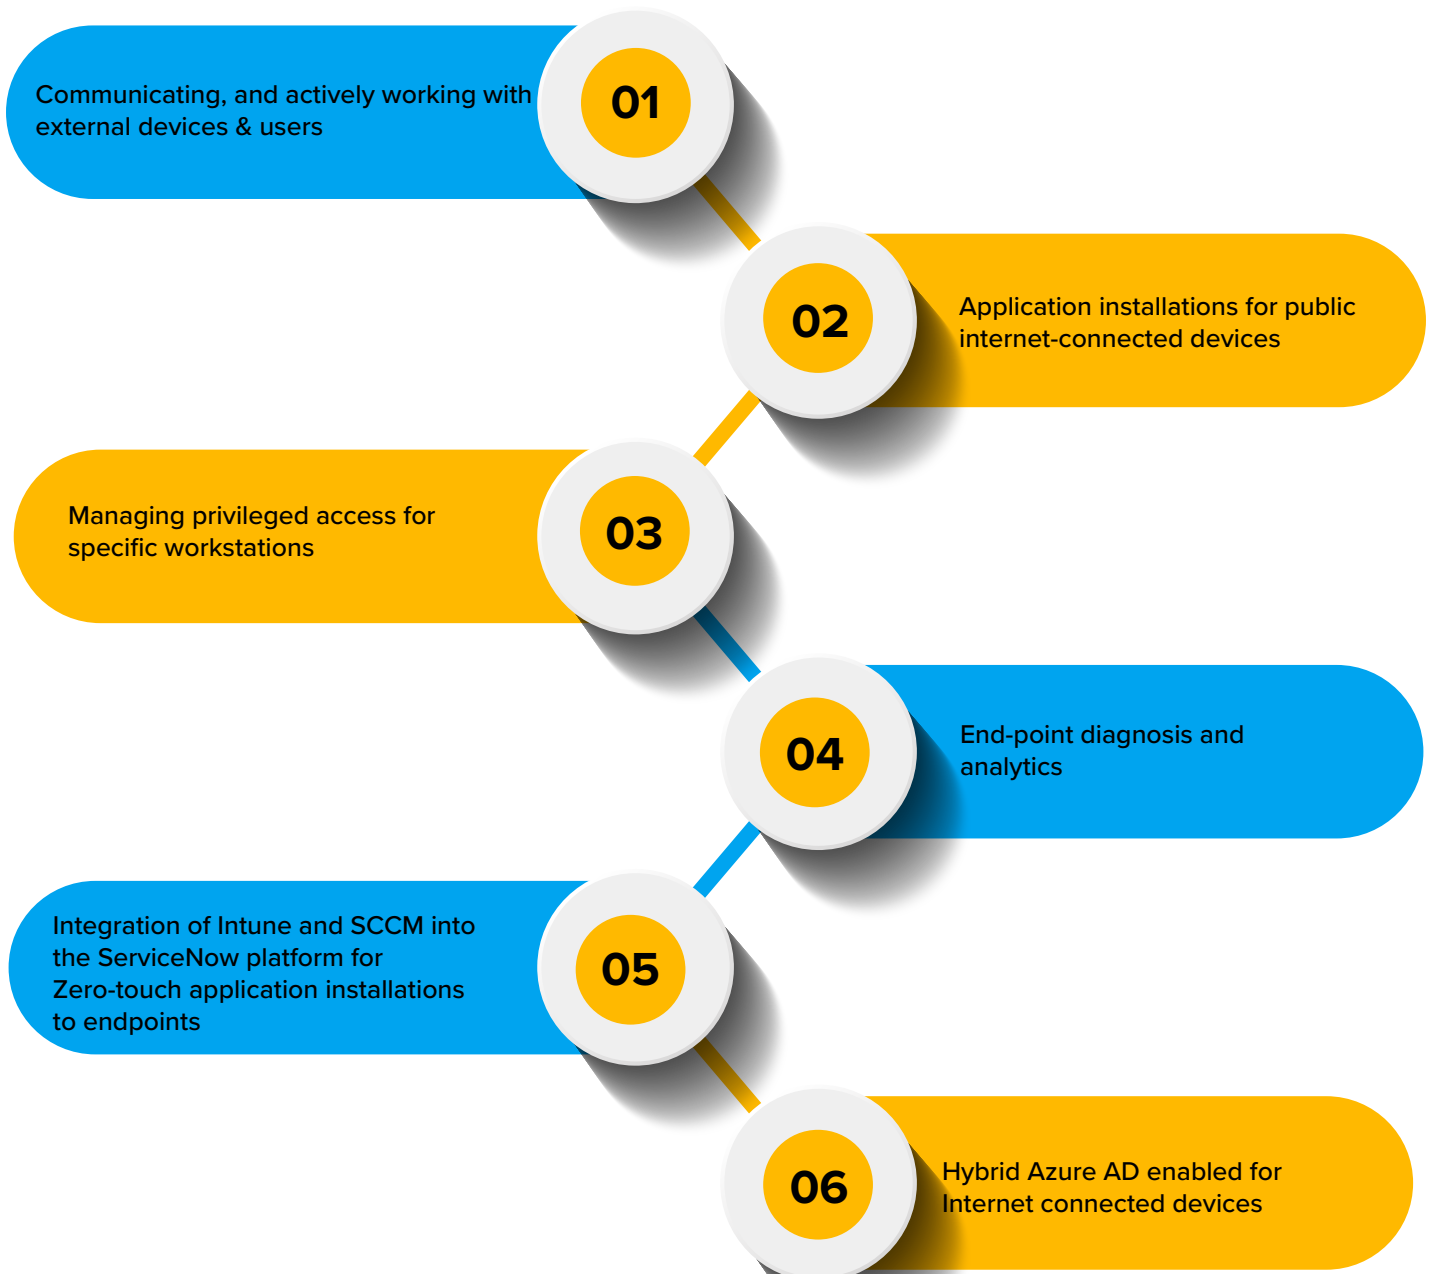 Communicating, and actively working with
external devices & users
01
02
Application installations for public
internet-connected devices
Managing privileged access for
specific workstations
03
04
End-point diagnosis and
analytics
Integration of Intune and SCCM into
the ServiceNow platform for
Zero-touch application installations
to endpoints
05
06
Hybrid Azure AD enabled for
Internet connected devices